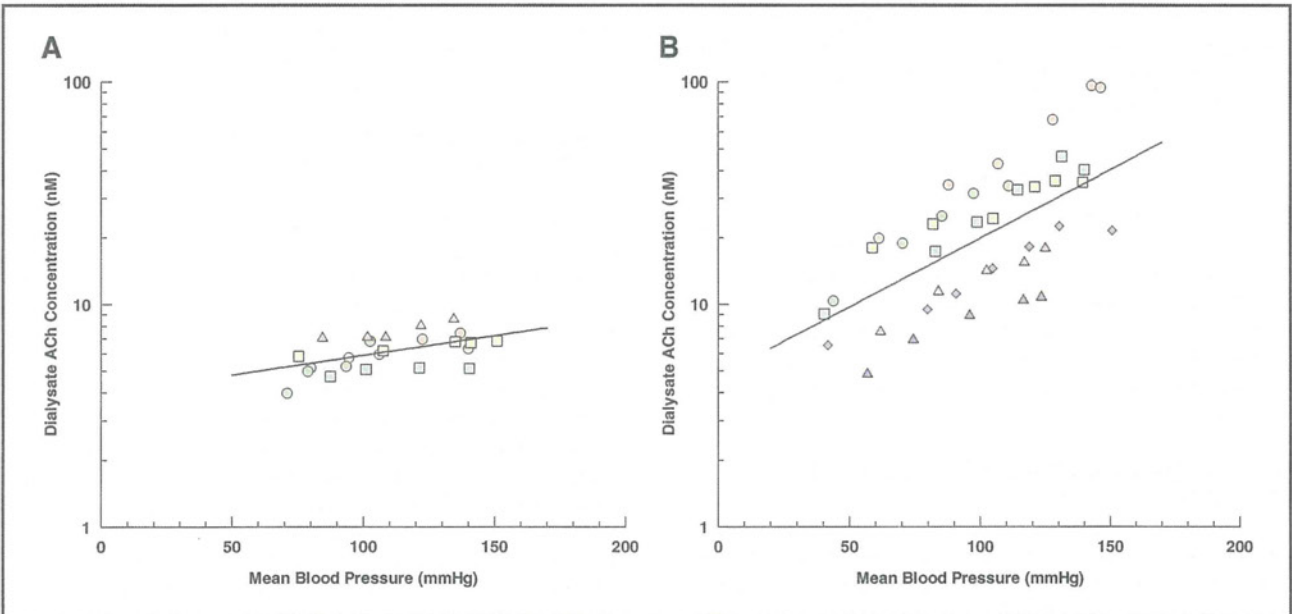 A
100
10
1
Dialysate ACh Concentration (nM)
0
50
100
150
200
Mean Blood Pressure (mmHg)
B
100
10
1
Dialysate ACh Concentration (nM)
0
50
100
150
200
Mean Blood Pressure (mmHg)